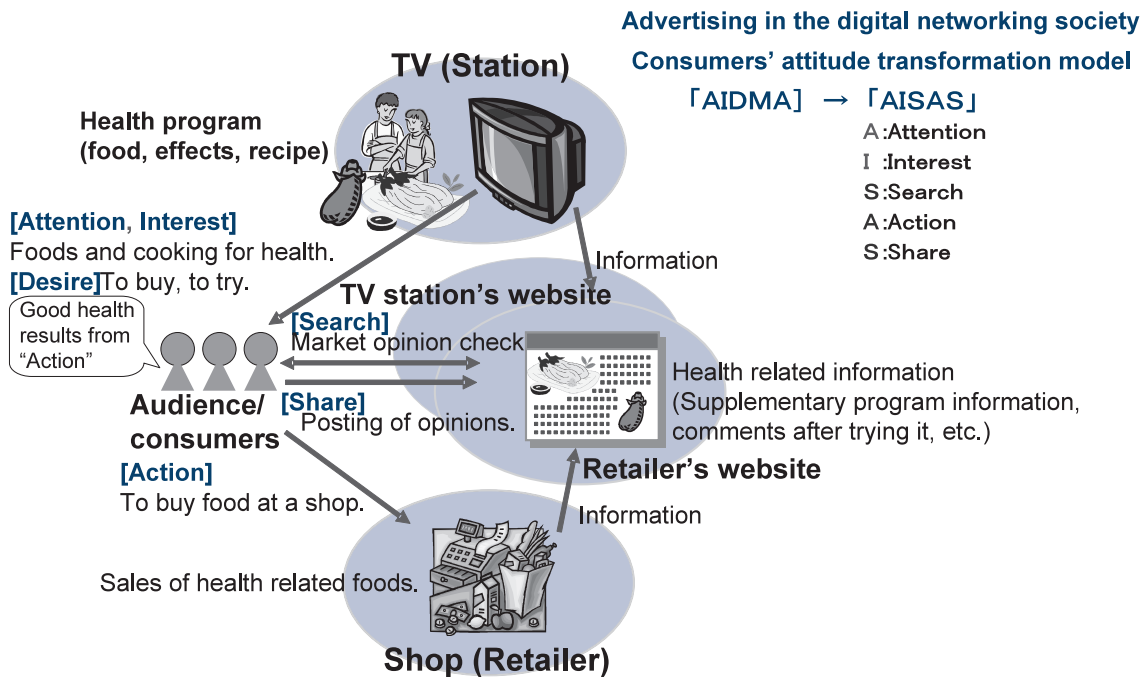 Advertising in the digital networking society
Consumers’ attitude transformation model
「AIDMA］ → 「AISAS」
A:Attention
I :Interest
S:Search
A:Action
S:Share
TV (Station)
Health program
(food, effects, recipe)
[Attention, Interest]
Foods and cooking for health.
[Desire]To buy, to try.
Good health
results from
“Action”
Information
TV station’s website
[Search]
Market opinion check
Audience/
consumers
[Share]
Posting of opinions.
Health related information
(Supplementary program information,
comments after trying it, etc.)
Retailer’s website
[Action]
To buy food at a shop.
Information
Sales of health related foods.
Shop (Retailer)